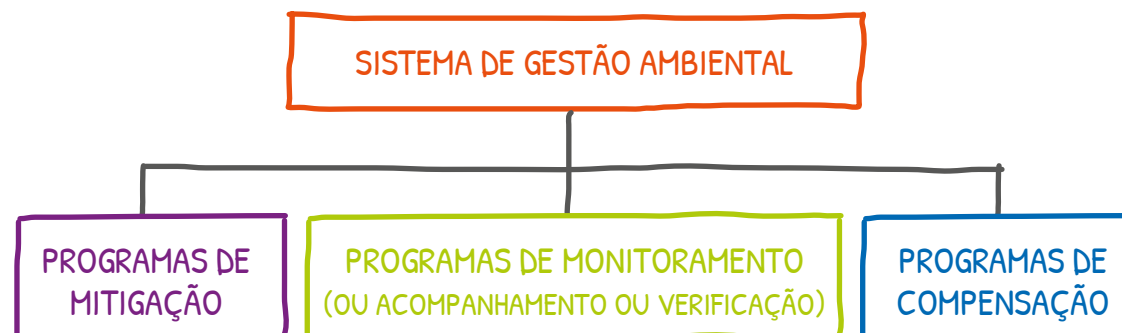 SISTEMA DE GESTÃO AMBIENTAL
PROGRAMAS DE
MITIGAÇÃO
PROGRAMAS DE MONITORAMENTO
(OU ACOMPANHAMENTO OU VERIFICAÇÃO)
PROGRAMAS DE
COMPENSAÇÃO